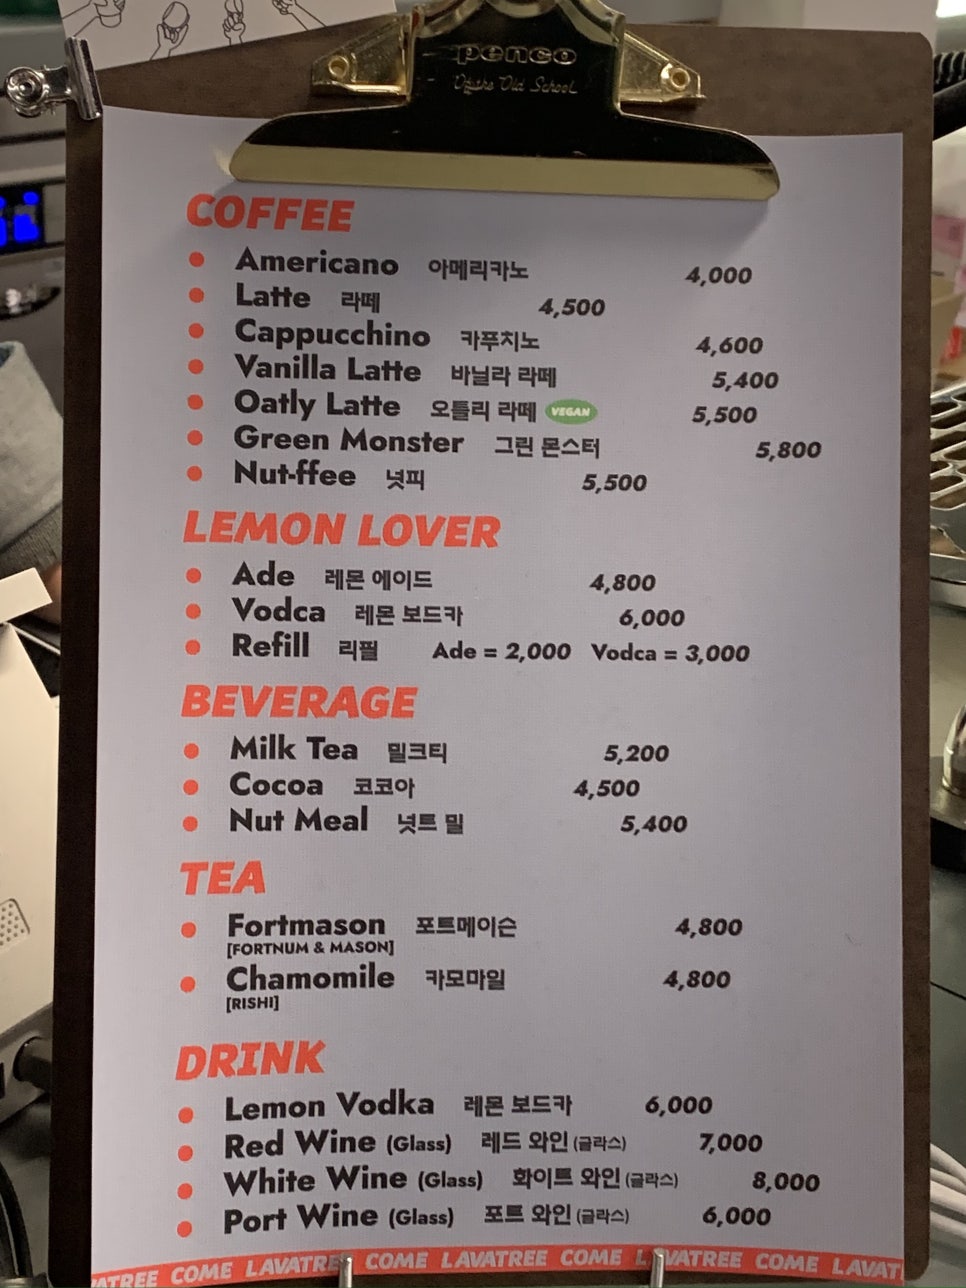 penco
Of the Old School
COFFEE
Americano 아메리카노 4,000
Latte 라떼 4,500
Cappucchino 카푸치노 4,600
Vanilla Latte 바닐라 라떼 5,400
Oatly Latte 오틀리 라떼 VEGAN 5,500
Green Monster 그린 몬스터 5,800
Nut-ffee 넛피 5,500
LEMON LOVER
Ade 레몬 에이드 4,800
Vodca 레몬 보드카 6,000
Refill 리필 Ade = 2,000 Vodca = 3,000
BEVERAGE
Milk Tea 밀크티 5,200
Cocoa 코코아 4,500
Nut Meal 넛트 밀 5,400
TEA
Fortmason 포트메이슨 4,800
[FORTNUM & MASON]
Chamomile 카모마일 4,800
[RISHI]
DRINK
Lemon Vodka 레몬 보드카 6,000
Red Wine (Glass) 레드 와인 (글라스) 7,000
White Wine (Glass) 화이트 와인 (글라스) 8,000
Port Wine (Glass) 포트 와인 (글라스) 6,000
ATREE COME LAVATREE COME LAVATREE COME LAVATREE COME LAVAT